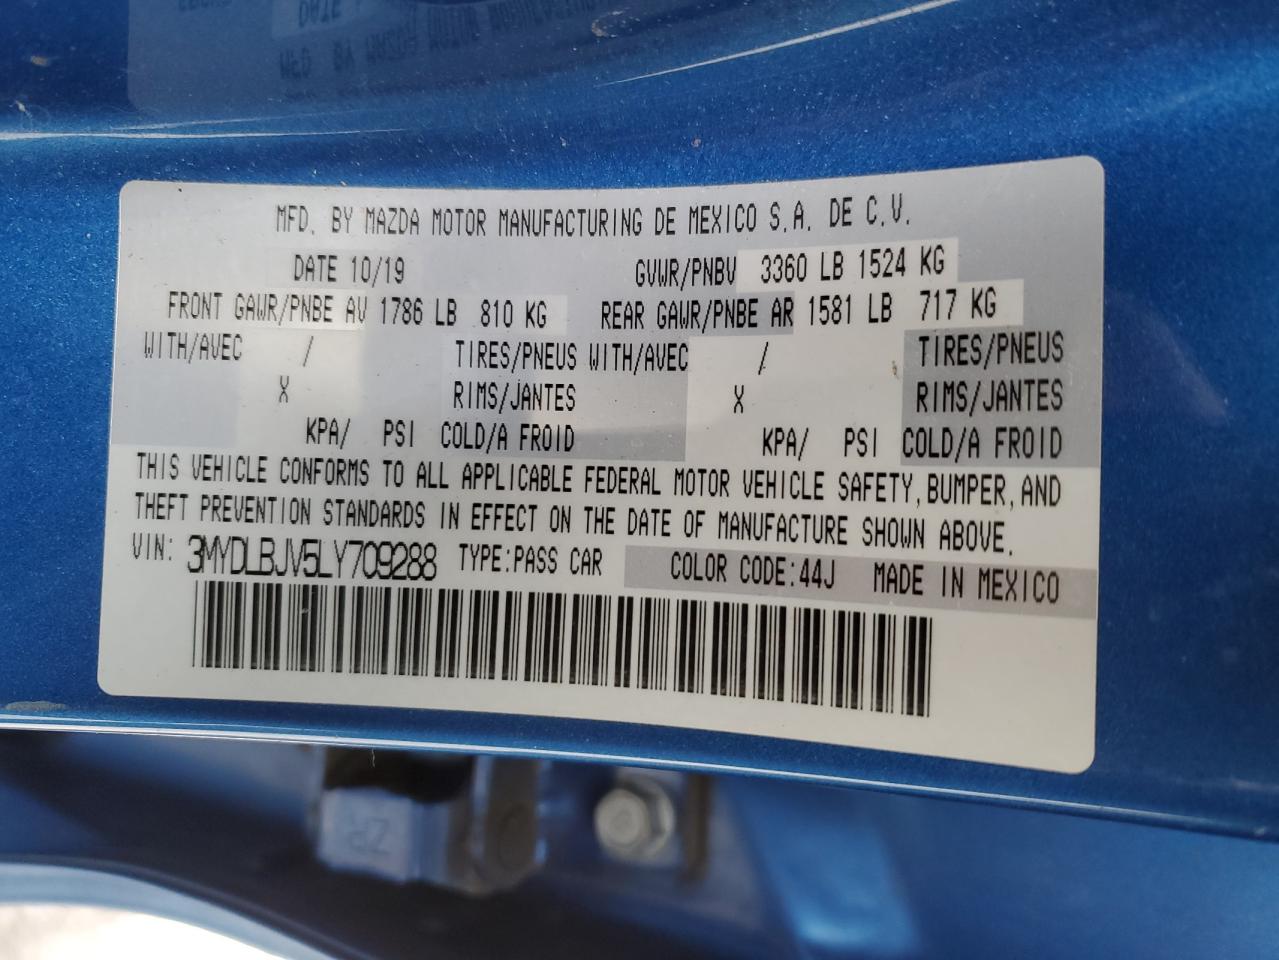 MFD. BY MAZDA MOTOR MANUFACTURING DE MEXICO S.A. DE C.V.
DATE 10/19 GVWR/PNBV 3360 LB 1524 KG
FRONT GAWR/PNBE AV 1786 LB 810 KG REAR GAWR/PNBE AR 1581 LB 717 KG
WITH/AVEC / TIRES/PNEUS WITH/AVEC / TIRES/PNEUS
X RIMS/JANTES X RIMS/JANTES
KPA/ PSI COLD/A FROID KPA/ PSI COLD/A FROID
THIS VEHICLE CONFORMS TO ALL APPLICABLE FEDERAL MOTOR VEHICLE SAFETY, BUMPER, AND
THEFT PREVENTION STANDARDS IN EFFECT ON THE DATE OF MANUFACTURE SHOWN ABOVE.
VIN: 3MYDLBJV5LY709288 TYPE:PASS CAR COLOR CODE:44J MADE IN MEXICO